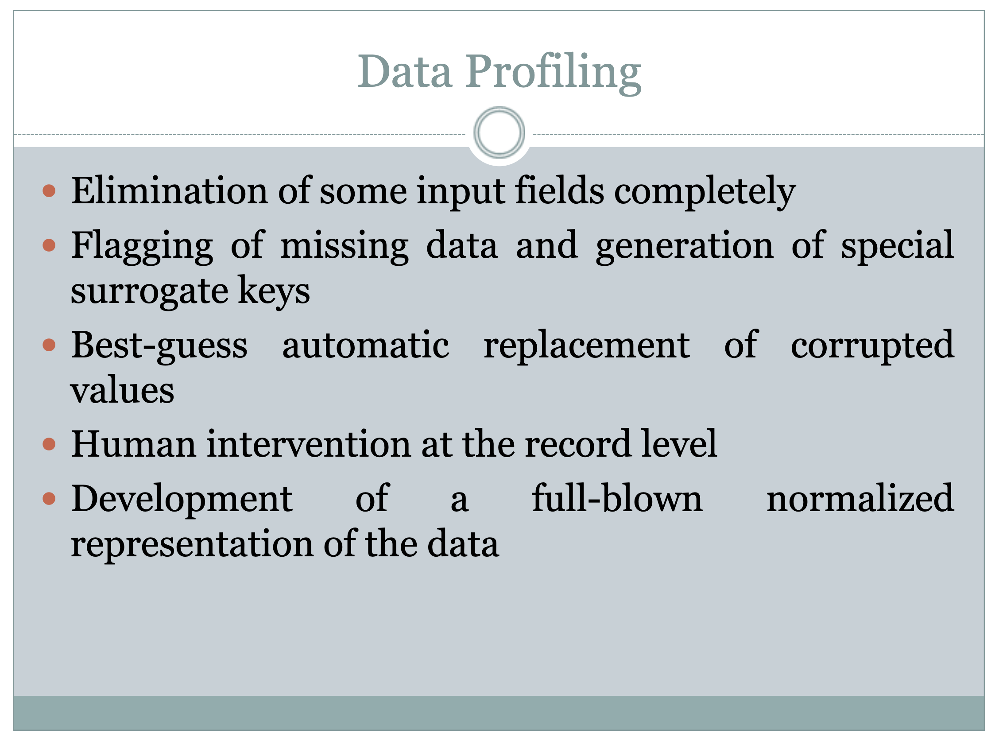 Data Profiling
• Elimination of some input fields completely
• Flagging of missing data and generation of special
surrogate keys
• Best-guess automatic replacement of corrupted
values
• Human intervention at the record level
• Development of a full-blown normalized
representation of the data